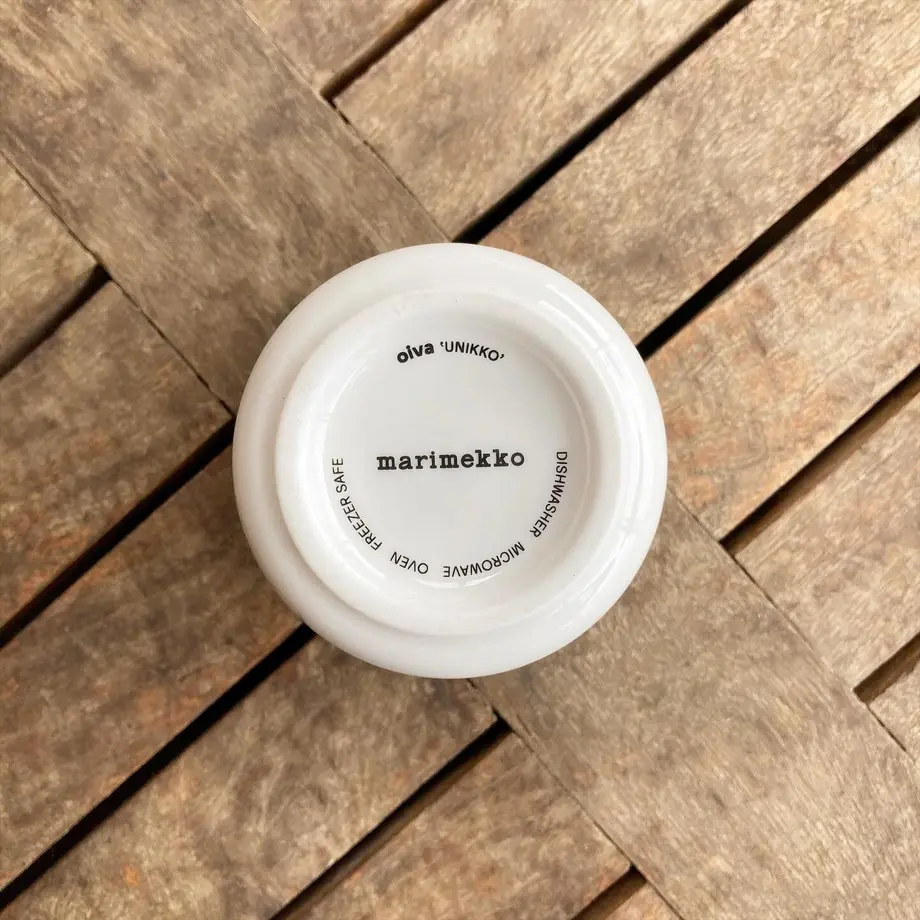 oiva 'UNIKKO'
marimekko
DISHWASHER MICROWAVE OVEN FREEZER SAFE